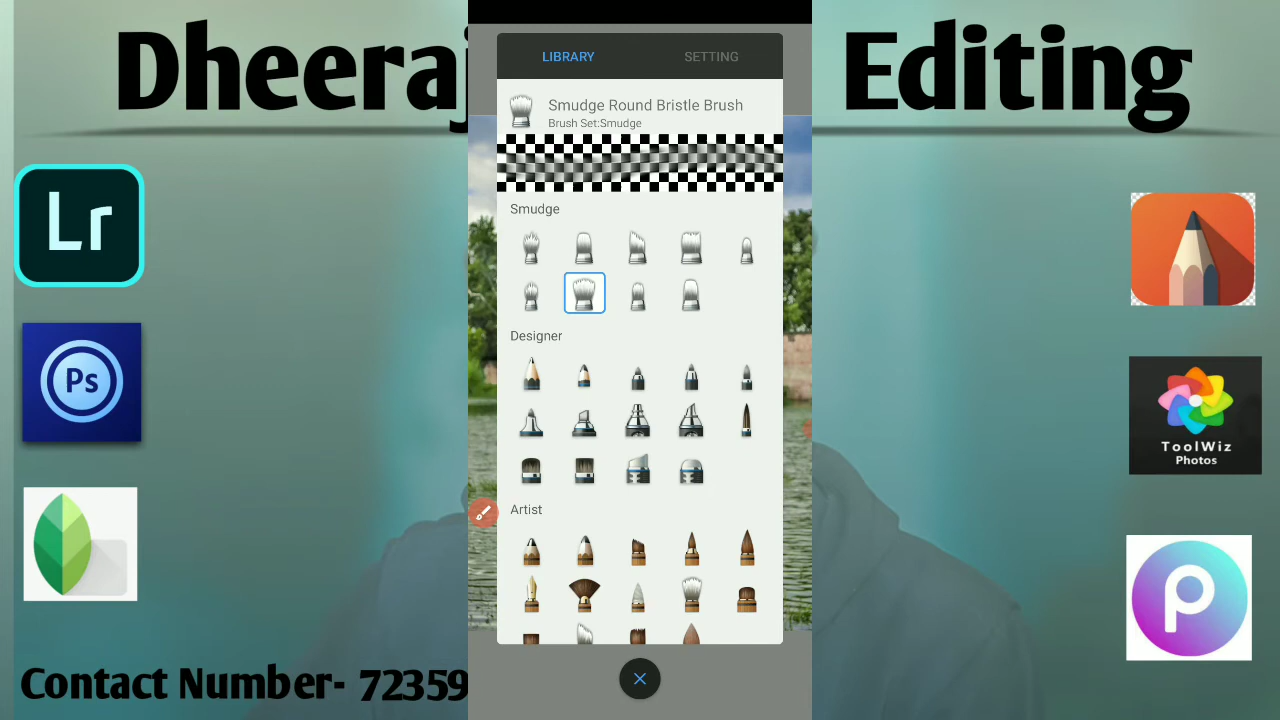 Dheeraj Editing
LIBRARY SETTING
Smudge Round Bristle Brush
Brush Set:Smudge
Smudge
Lr
Designer
Ps
ToolWiz
Photos
Artist
P
Contact Number- 72359